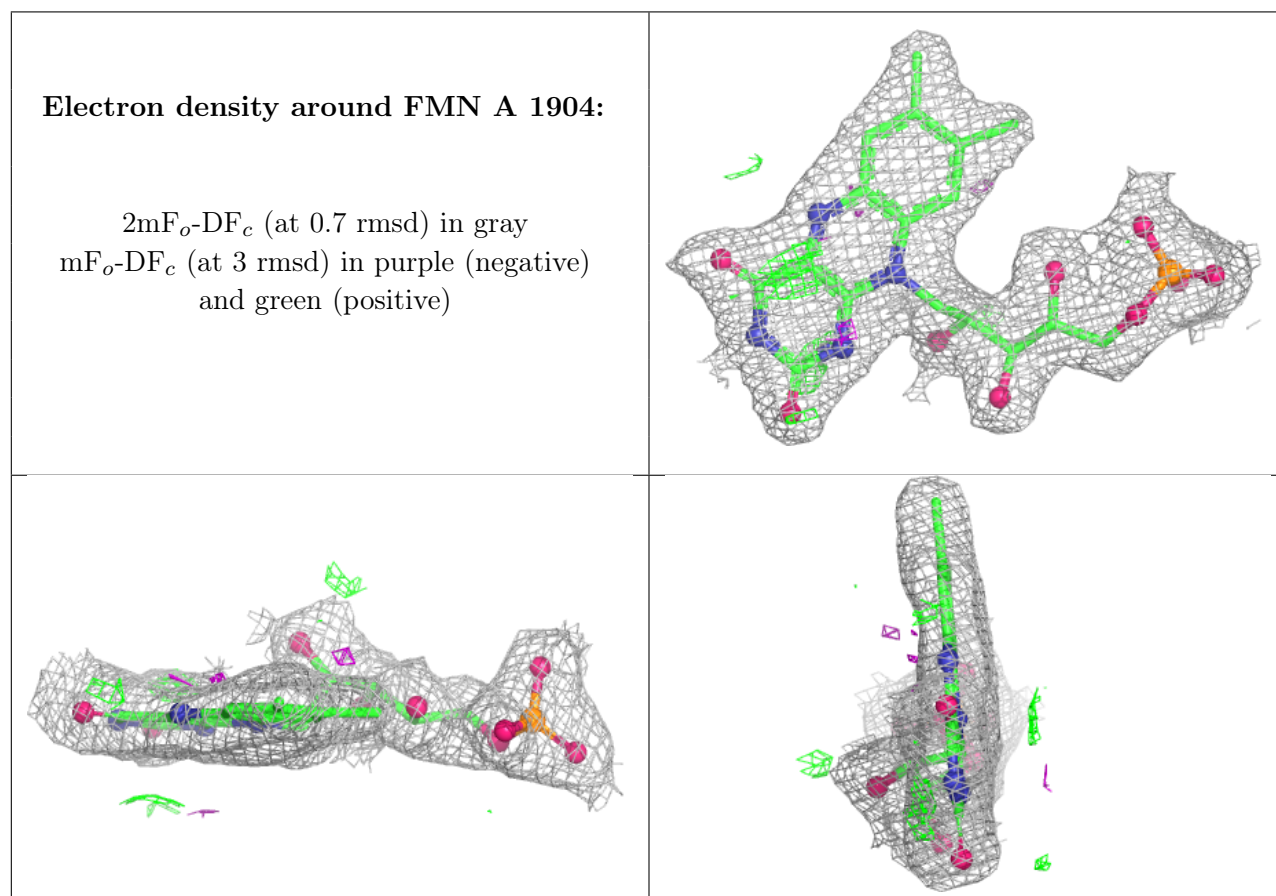 Electron density around FMN A 1904:
2mFo-DFc (at 0.7 rmsd) in gray
mFo-DFc (at 3 rmsd) in purple (negative)
and green (positive)